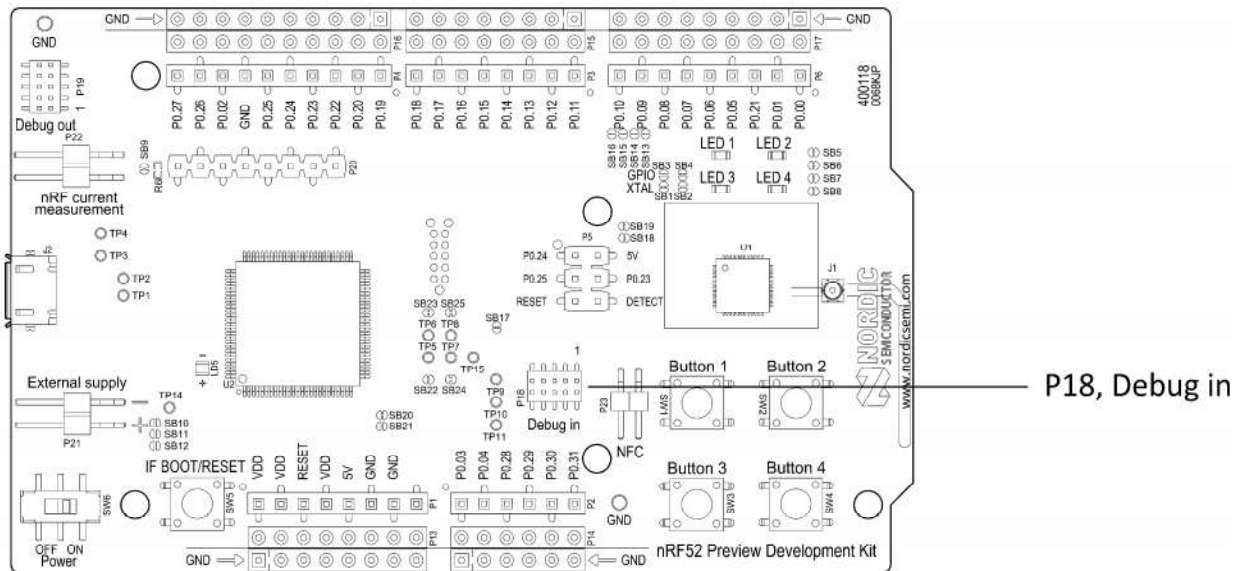 GND
GND
GND
GND
P16
P15
P17
P4
P3
P6
P19
1
Debug out
P0.27
P0.26
P0.02
GND
P0.25
P0.24
P0.23
P0.22
P0.20
P0.19
P0.18
P0.17
P0.16
P0.15
P0.14
P0.13
P0.12
P0.11
P0.10
P0.09
P0.08
P0.07
P0.06
P0.05
P0.21
P0.01
P0.00
400118
006BKJP
P22
nRF current
measurement
SB9
R6
P20
SB16
SB15
SB14
SB13
LED 1
LED 2
LED 3
LED 4
SB3
SB4
GPIO
XTAL
SB1
SB2
SB5
SB6
SB7
SB8
TP4
TP3
TP2
TP1
SB19
SB18
P5
P0.24
5V
P0.25
P0.23
RESET
DETECT
U1
J1
NORDIC
SEMICONDUCTOR
www.nordicsemi.com
SB23
SB25
TP6
TP8
TP5
TP7
SB17
TP15
SB22
SB24
-
LD5
+
U2
External supply
P21
TP14
SB10
SB11
SB12
SB20
SB21
TP9
TP10
TP11
1
P18
Debug in
P23
NFC
Button 1
Button 2
SW1
SW2
P18, Debug in
IF BOOT/RESET
SW5
VDD
VDD
RESET
VDD
5V
GND
GND
P1
P0.03
P0.04
P0.28
P0.29
P0.30
P0.31
P2
GND
Button 3
Button 4
SW3
SW4
SW6
OFF ON
Power
P13
P14
GND
GND
nRF52 Preview Development Kit